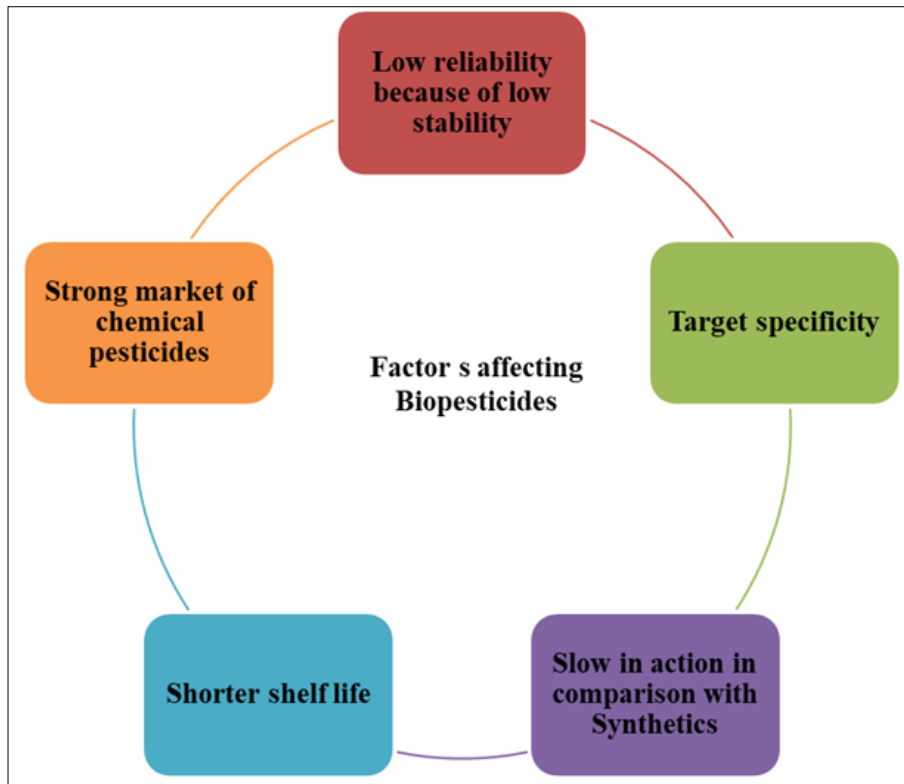 Low reliability
because of low
stability
Strong market of
chemical
pesticides
Target specificity
Factor s affecting
Biopesticides
Shorter shelf life
Slow in action in
comparison with
Synthetics